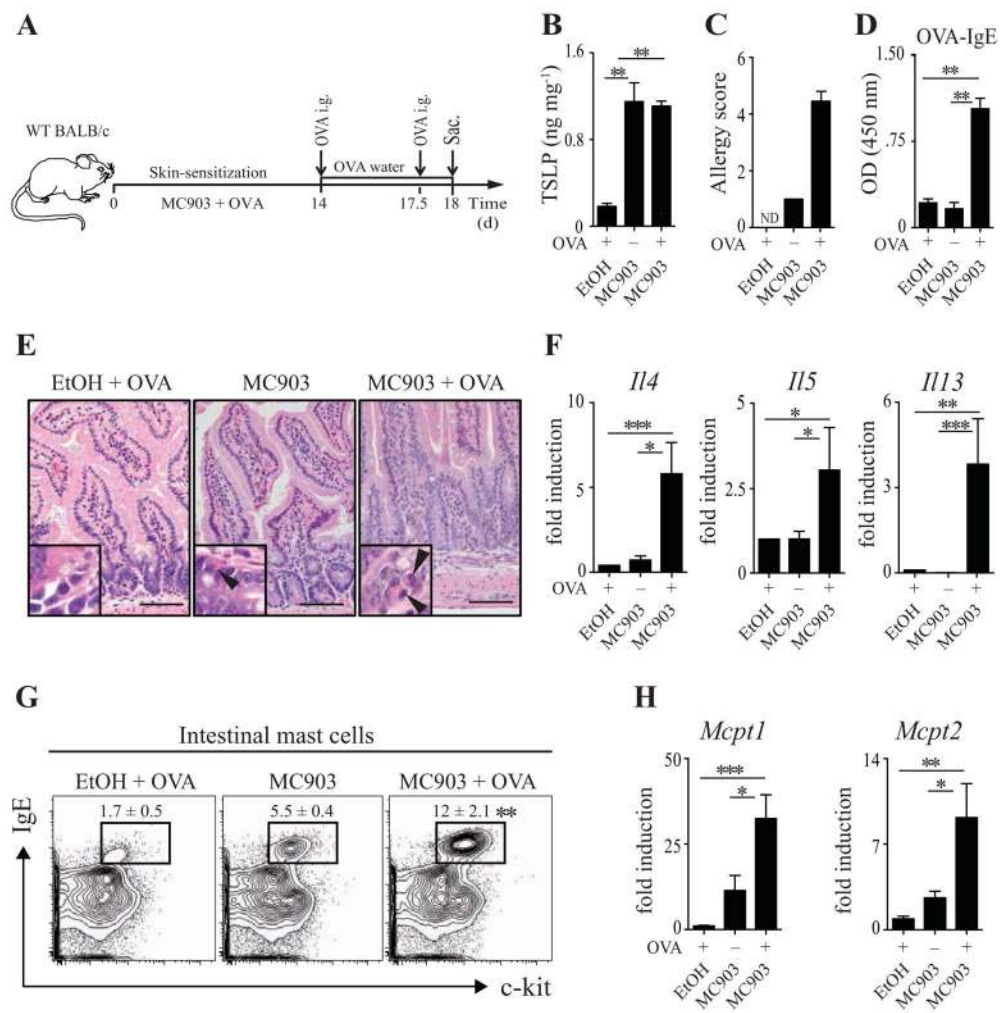 A
WT BALB/c
OVA i.g.
OVA i.g.
Sac.
Skin-sensitization
OVA water
MC903 + OVA
0
14
17.5
18
Time
(d)
B
TSLP (ng mg⁻¹)
1.6
0.8
0
**
**
OVA + − +
EtOH
MC903
MC903
C
Allergy score
6
4
2
0
ND
OVA + − +
EtOH
MC903
MC903
D
OVA-IgE
OD (450 nm)
1.5
.75
0
**
**
OVA + − +
EtOH
MC903
MC903
E
EtOH + OVA
MC903
MC903 + OVA
F
Il4
fold induction
10
5
0
***
*
OVA + − +
EtOH
MC903
MC903
Il5
fold induction
5
2.5
0
*
*
+ − +
EtOH
MC903
MC903
Il13
fold induction
6
3
0
**
***
+ − +
EtOH
MC903
MC903
G
Intestinal mast cells
EtOH + OVA
MC903
MC903 + OVA
1.7 ± 0.5
5.5 ± 0.4
12 ± 2.1 **
IgE
c-kit
H
Mcpt1
fold induction
50
25
0
***
*
OVA + − +
EtOH
MC903
MC903
Mcpt2
fold induction
14
7
0
**
*
+ − +
EtOH
MC903
MC903